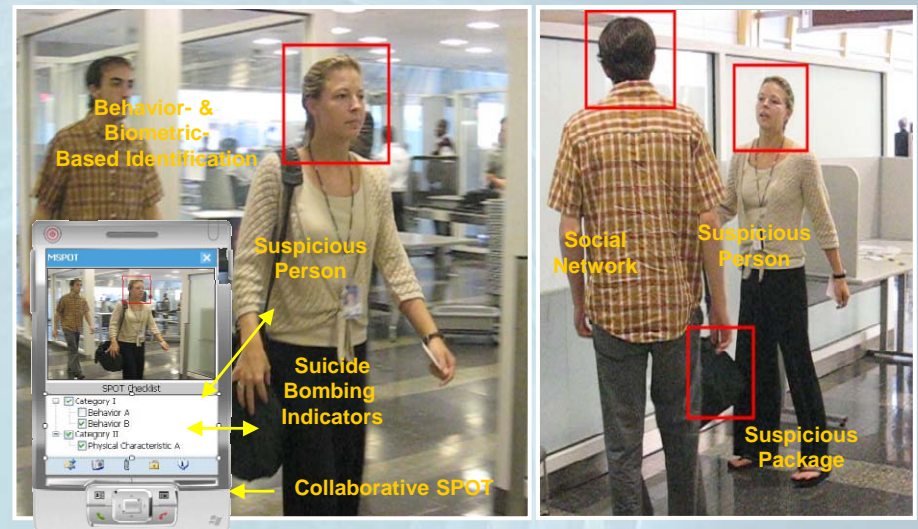 Behavior- &
Biometric-
Based Identification
Suspicious
Person
Suicide
Bombing
Indicators
Collaborative SPOT
MSPOT
SPOT Checklist
Category I
Behavior A
Behavior B
Category II
Physical Characteristic A
Social
Network
Suspicious
Person
Suspicious
Package